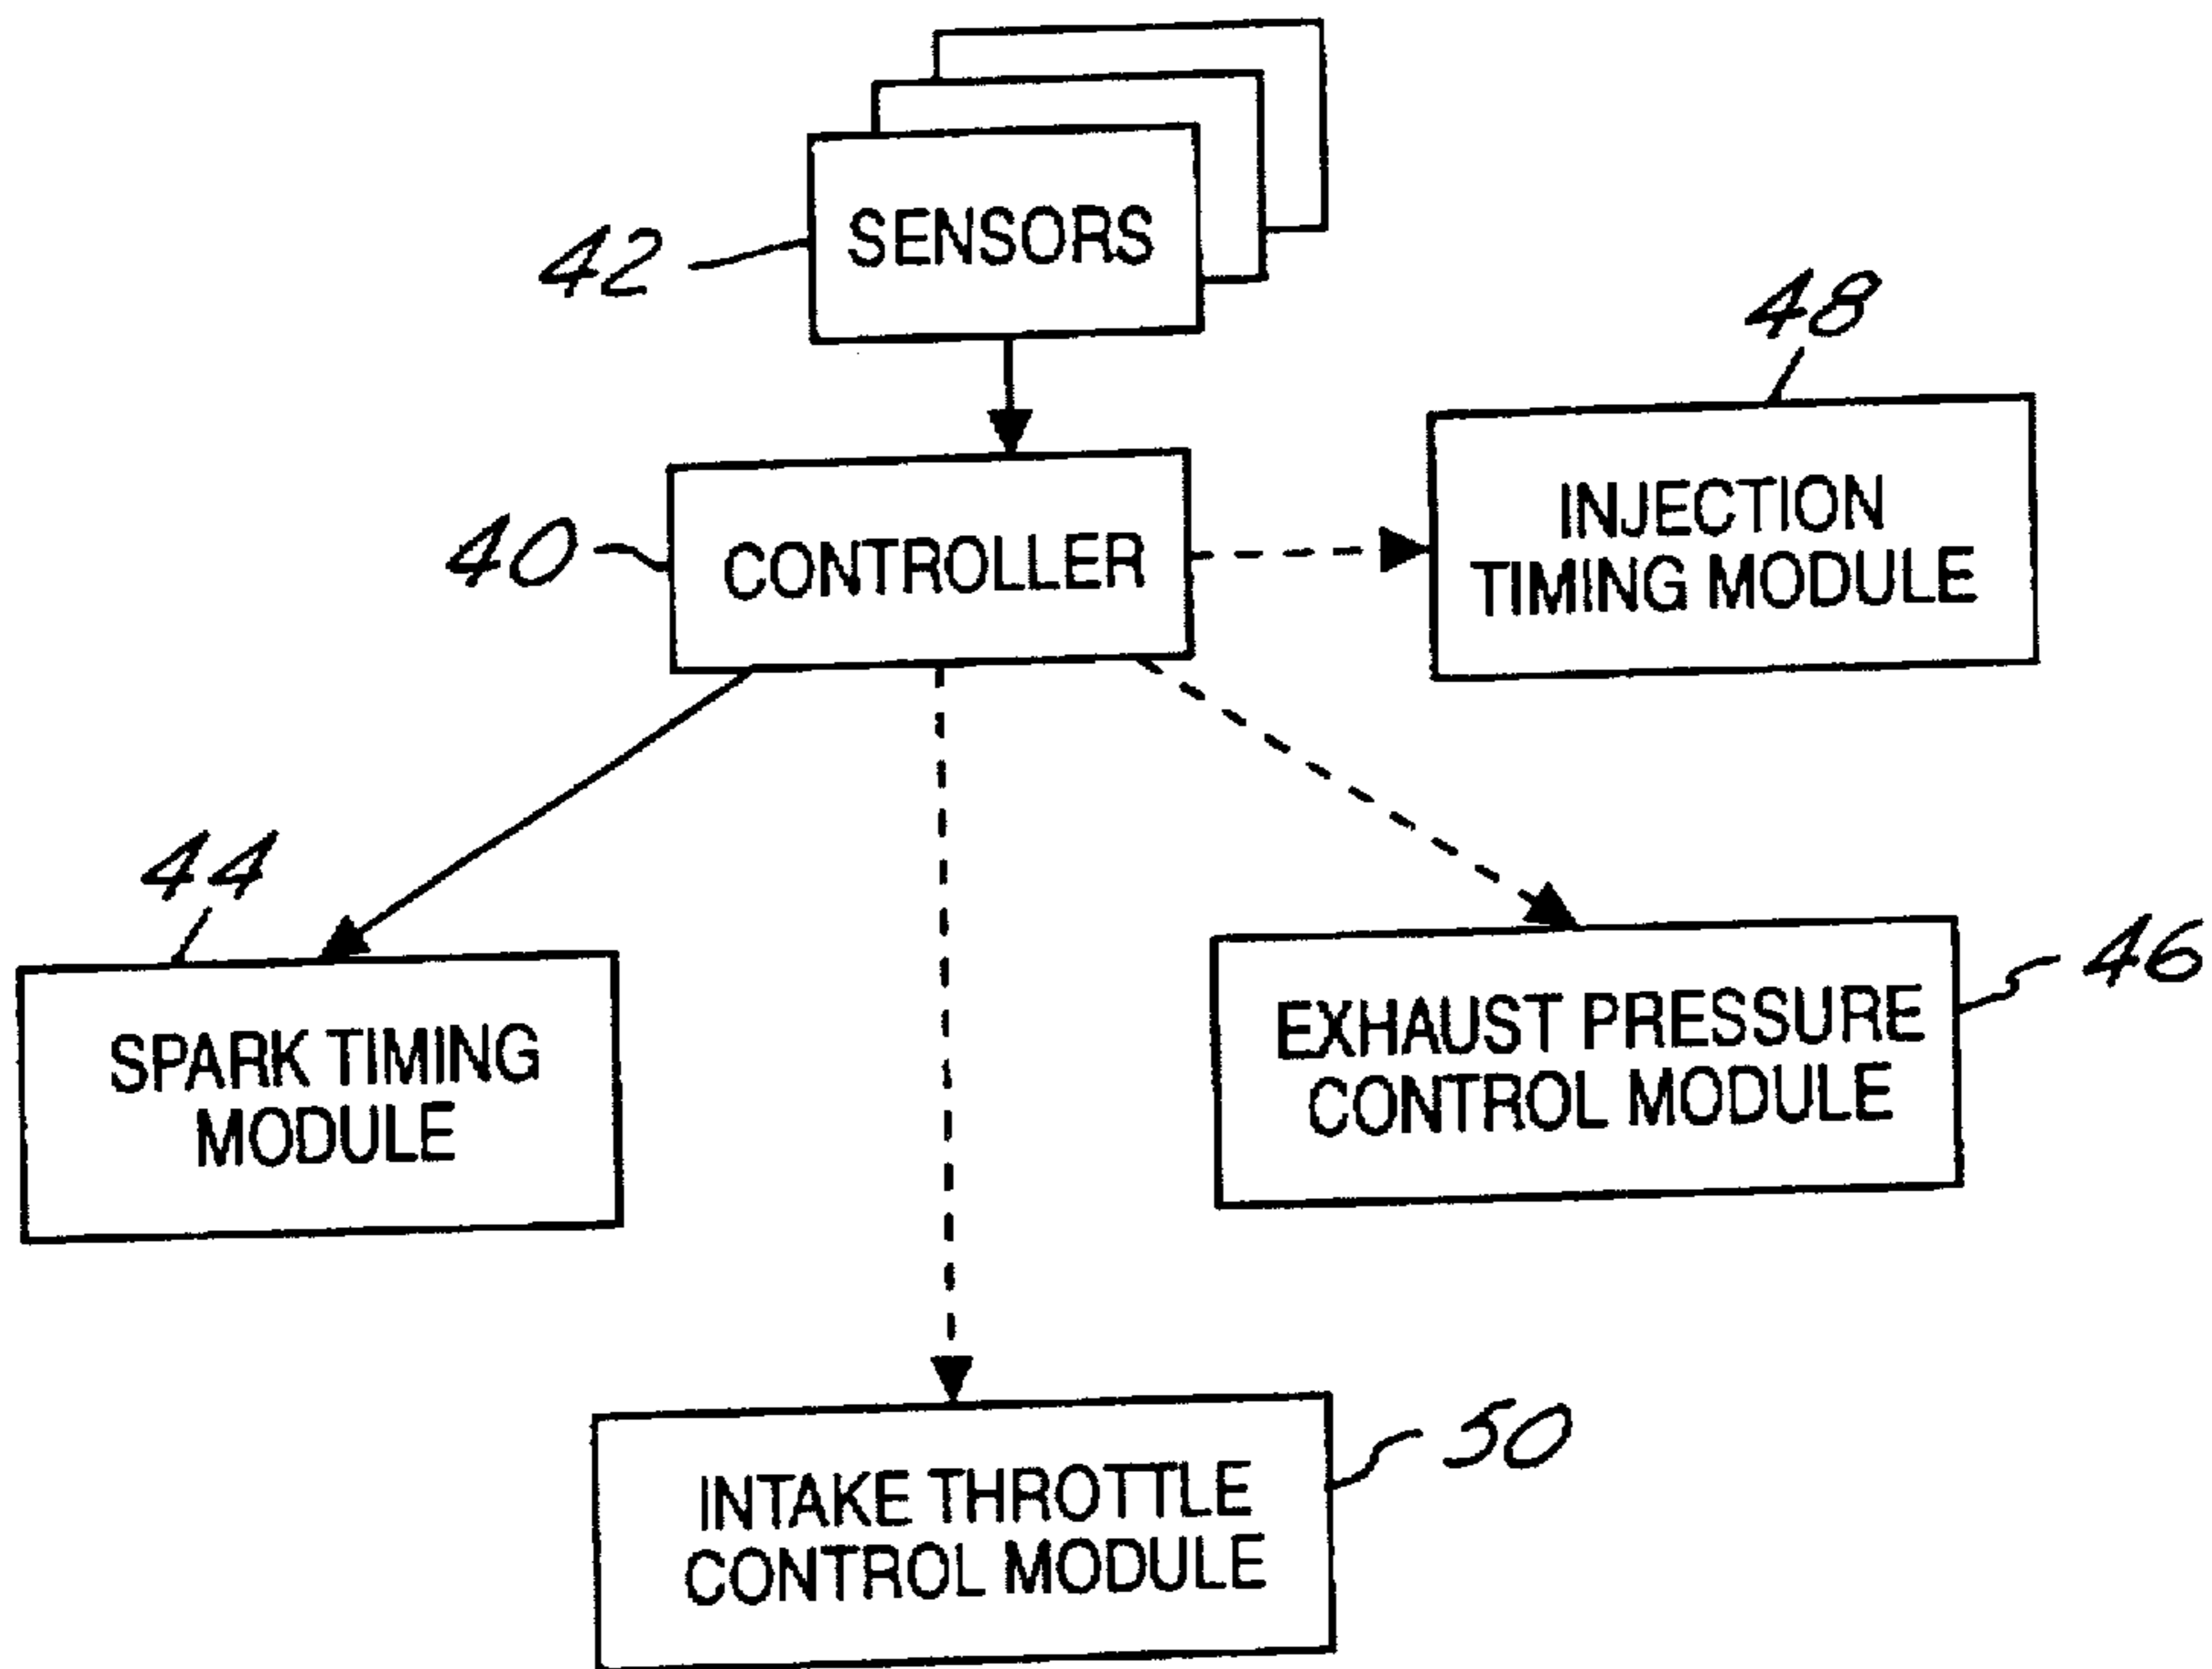 SENSORS
42
48
INJECTION
TIMING MODULE
40
CONTROLLER
44
SPARK TIMING
MODULE
46
EXHAUST PRESSURE
CONTROL MODULE
50
INTAKE THROTTLE
CONTROL MODULE